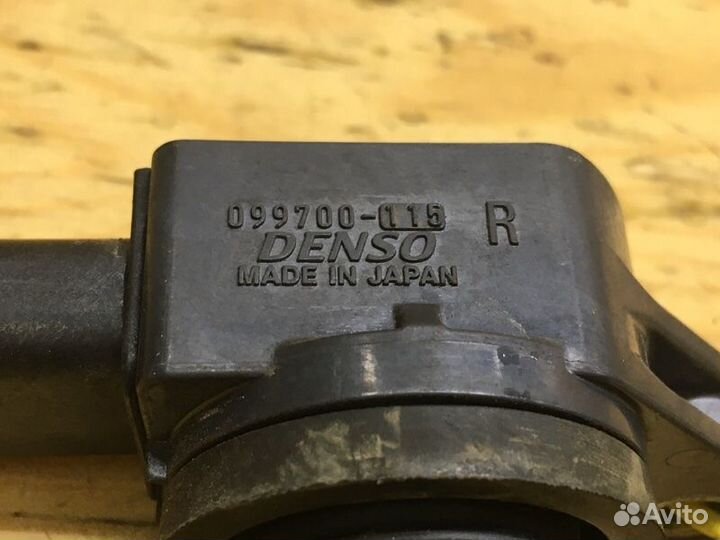 099700-115 R
DENSO
MADE IN JAPAN
Avito